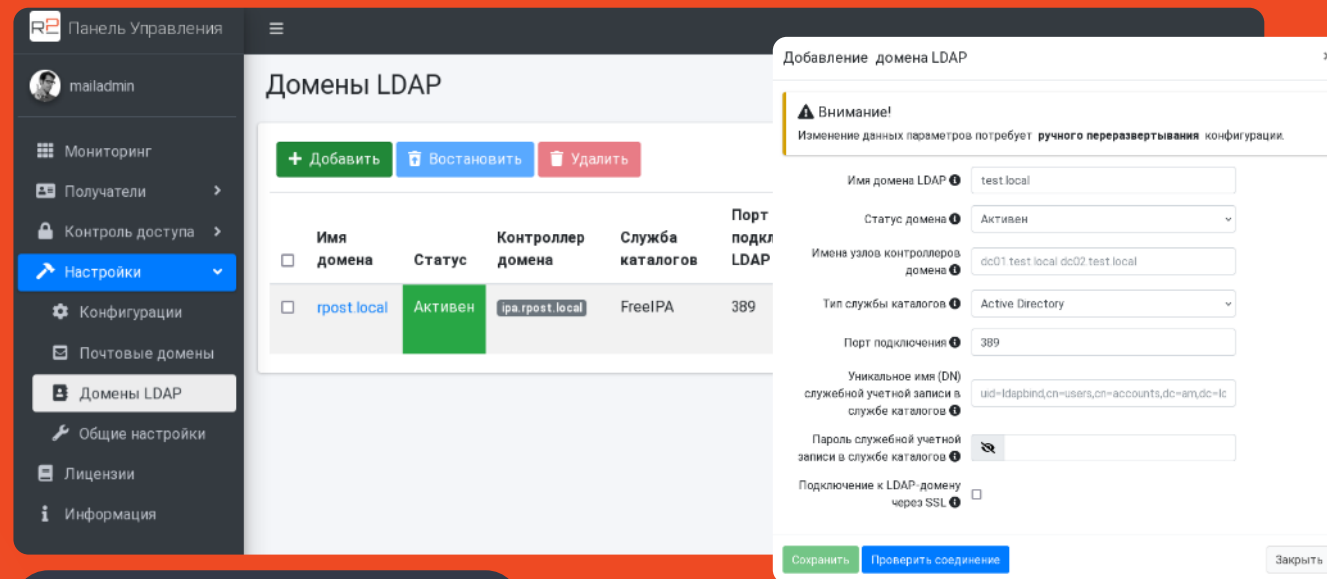 R2 Панель Управления
mailadmin
Мониторинг
Получатели
Контроль доступа
Настройки
Конфигурации
Почтовые домены
Домены LDAP
Общие настройки
Лицензии
Информация
Домены LDAP
Добавить
Востановить
Удалить
Имя домена
Статус
Контроллер домена
Служба каталогов
Порт
LDAP
rpost.local
Активен
ipa.rpost.local
FreeIPA
389
Добавление домена LDAP
Внимание!
Изменение данных параметров потребует ручного переразвертывания конфигурации.
Имя домена LDAP
test.local
Статус домена
Активен
Имена узлов контроллеров
домена
dc01.test.local dc02.test.local
Тип службы каталогов
Active Directory
Порт подключения
389
Уникальное имя (DN)
служебной учетной записи в
службе каталогов
uid=ldapbind,cn=users,cn=accounts,dc=am,dc=lc
Пароль служебной учетной
записи в службе каталогов
Подключение к LDAP-домену
через SSL
Сохранить
Проверить соединение
Закрыть